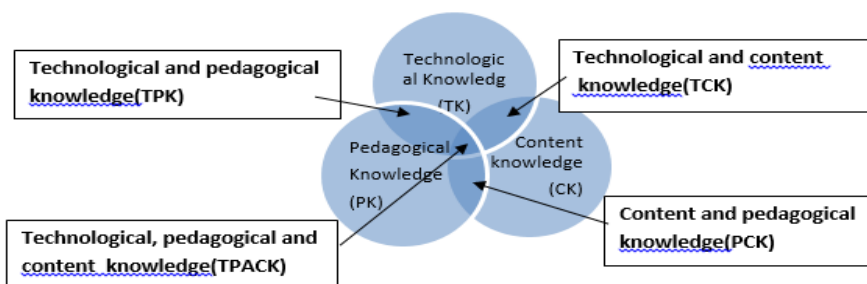 Technological and pedagogical
knowledge(TPK)
Technologic
al Knowledg
(TK)
Technological and content
knowledge(TCK)
Pedagogical
Knowledge
(PK)
Content
knowledge
(CK)
Technological, pedagogical and
content knowledge(TPACK)
Content and pedagogical
knowledge(PCK)